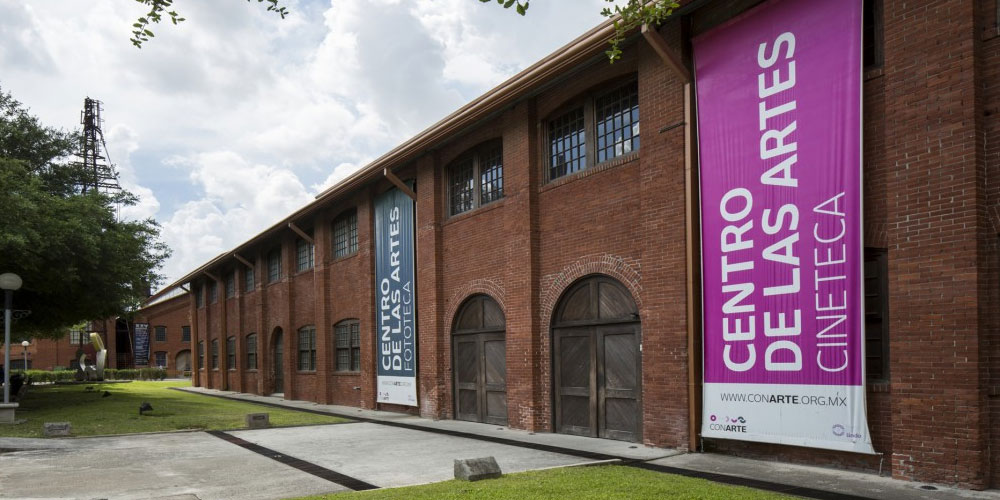 CENTRO
DE LAS ARTES
FOTOTECA
CENTRO
DE LAS ARTES
CINETECA
WWW.CONARTE.ORG.MX
CONARTE